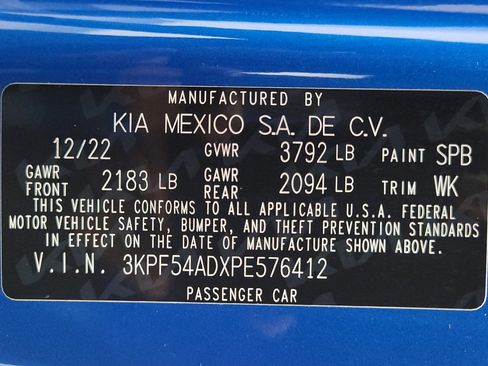 MANUFACTURED BY
KIA MEXICO S.A. DE C.V.
12/22 GVWR 3792 LB PAINT SPB
GAWR FRONT 2183 LB GAWR REAR 2094 LB TRIM WK
THIS VEHICLE CONFORMS TO ALL APPLICABLE U.S.A. FEDERAL
MOTOR VEHICLE SAFETY, BUMPER, AND THEFT PREVENTION STANDARDS
IN EFFECT ON THE DATE OF MANUFACTURE SHOWN ABOVE.
V.I.N. 3KPF54ADXPE576412
PASSENGER CAR